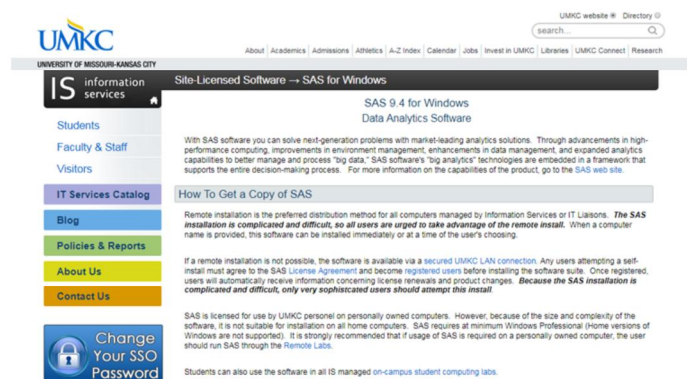 UMKC website Directory
search...
UMKC
UNIVERSITY OF MISSOURI-KANSAS CITY
About Academics Admissions Athletics A-Z Index Calendar Jobs Invest in UMKC Libraries UMKC Connect Research
IS information services
Site-Licensed Software → SAS for Windows
Students
Faculty & Staff
Visitors
IT Services Catalog
Blog
Policies & Reports
About Us
Contact Us
Change
Your SSO
Password
SAS 9.4 for Windows
Data Analytics Software
With SAS software you can solve next-generation problems with market-leading analytics solutions. Through advancements in high-
performance computing, improvements in environment management, enhancements in data management, and expanded analytics
capabilities to better manage and process "big data," SAS software's "big analytics" technologies are embedded in a framework that
supports the entire decision-making process. For more information on the capabilities of the product, go to the SAS web site.
How To Get a Copy of SAS
Remote installation is the preferred distribution method for all computers managed by Information Services or IT Liaisons. The SAS
installation is complicated and difficult, so all users are urged to take advantage of the remote install. When a computer
name is provided, this software can be installed immediately or at a time of the user's choosing.
If a remote installation is not possible, the software is available via a secured UMKC LAN connection. Any users attempting a self-
install must agree to the SAS License Agreement and become registered users before installing the software suite. Once registered,
users will automatically receive information concerning license renewals and product changes. Because the SAS installation is
complicated and difficult, only very sophistcated users should attempt this install.
SAS is licensed for use by UMKC personel on personally owned computers. However, because of the size and complexity of the
software, it is not suitable for installation on all home computers. SAS requires at minimum Windows Professional (Home versions of
Windows are not supported). It is strongly recommended that if usage of SAS is required on a personally owned computer, the user
should run SAS through the Remote Labs.
Students can also use the software in all IS managed on-campus student computing labs.